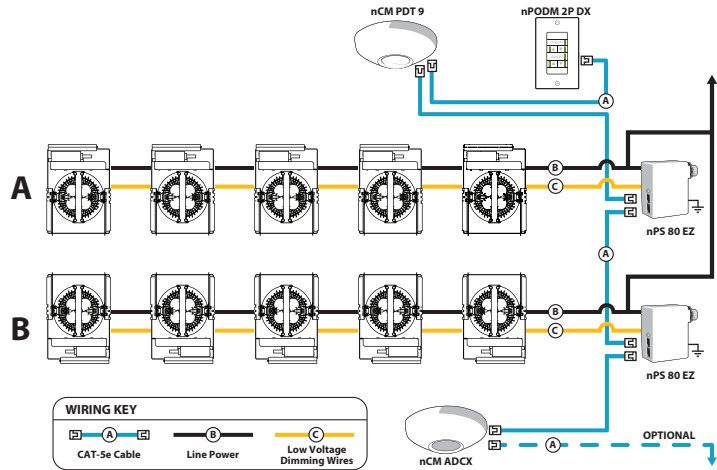 nCM PDT 9
nPODM 2P DX
A
A
B
C
nPS 80 EZ
A
B
B
C
nPS 80 EZ
WIRING KEY
A
B
C
CAT-5e Cable
Line Power
Low Voltage
Dimming Wires
nCM ADCX
A
OPTIONAL